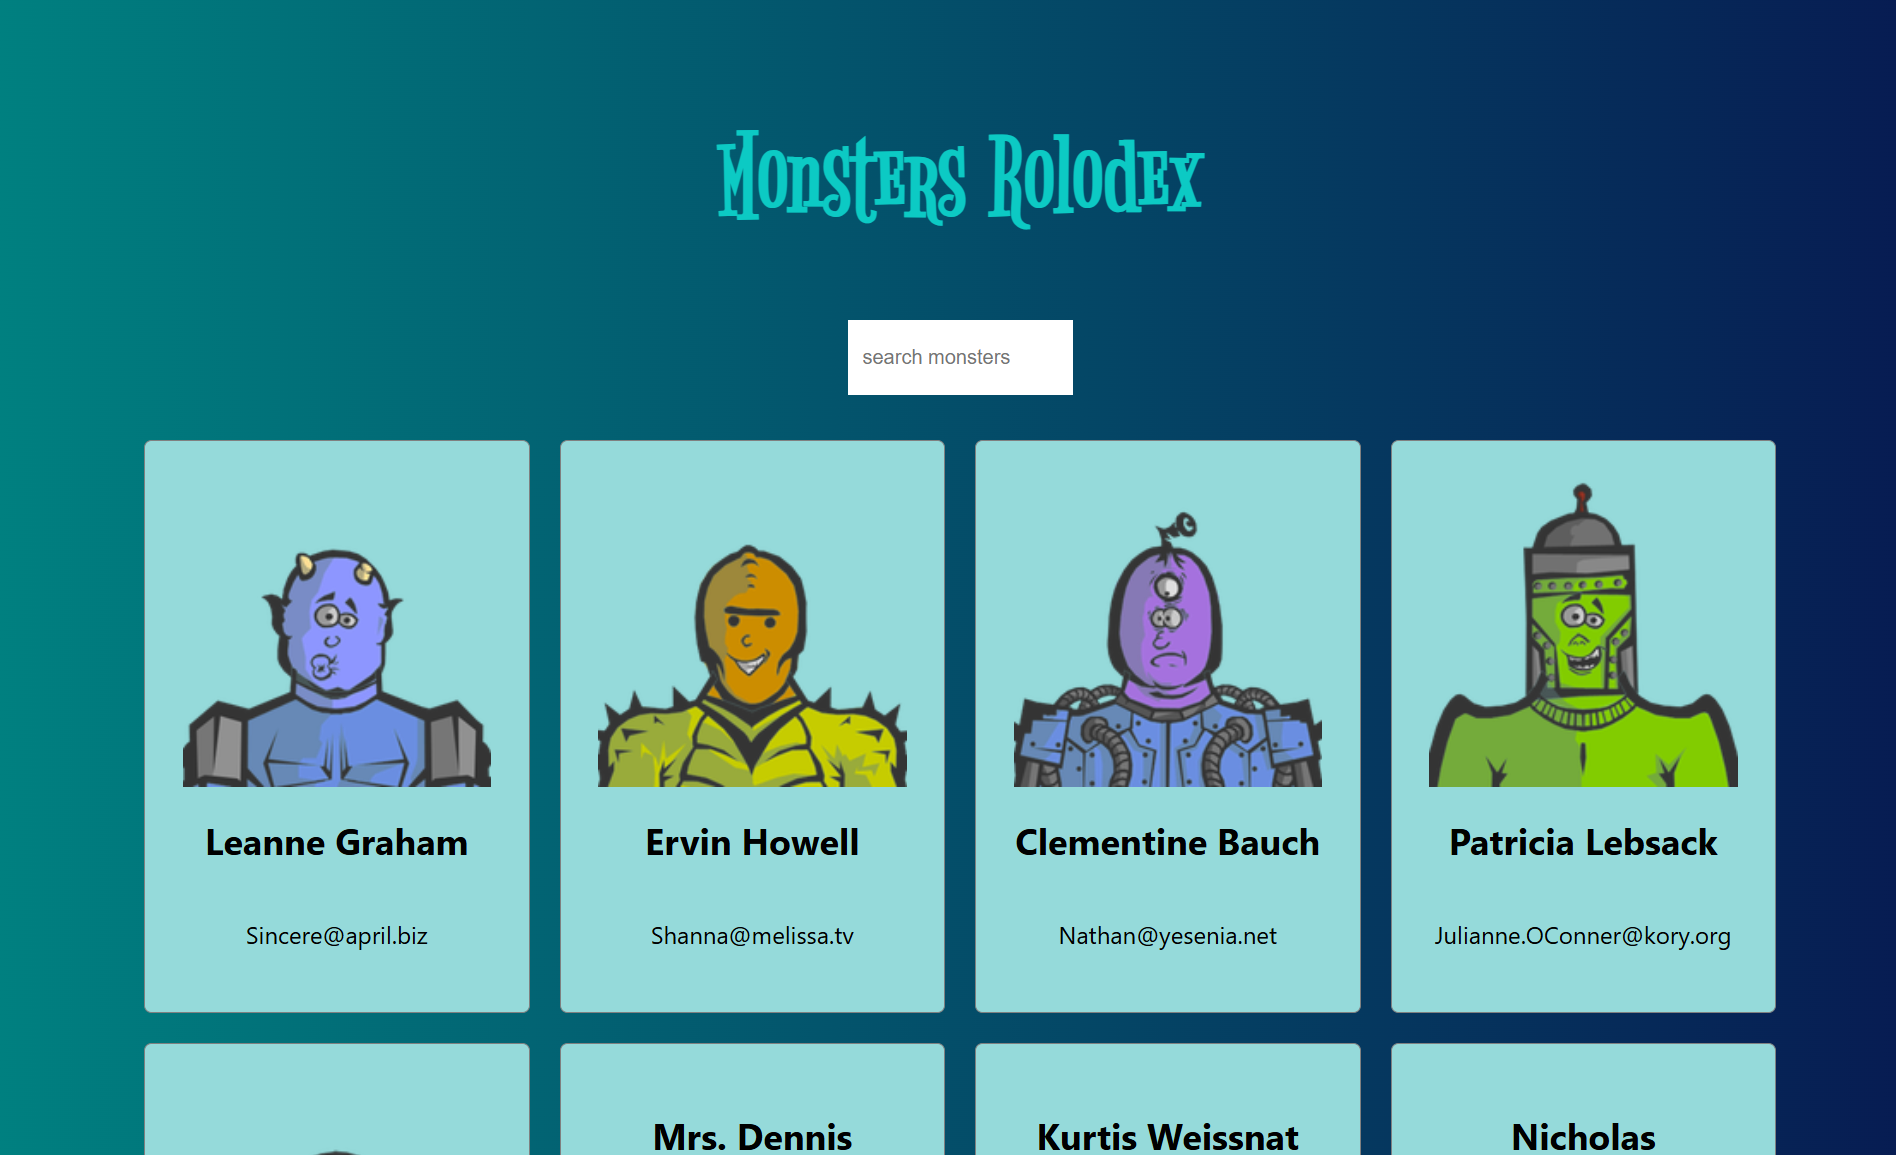 Monsters Rolodex
search monsters
Leanne Graham
Ervin Howell
Clementine Bauch
Patricia Lebsack
Sincere@april.biz
Shanna@melissa.tv
Nathan@yesenia.net
Julianne.OConner@kory.org
Mrs. Dennis
Kurtis Weissnat
Nicholas